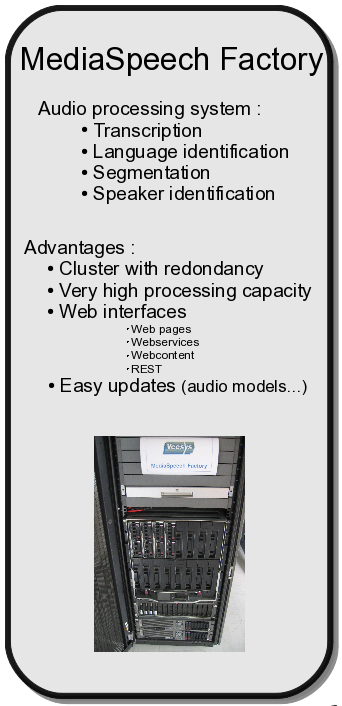 MediaSpeech Factory
Audio processing system :
• Transcription
• Language identification
• Segmentation
• Speaker identification
Advantages :
• Cluster with redondancy
• Very high processing capacity
• Web interfaces
· Web pages
· Webservices
· Webcontent
· REST
• Easy updates (audio models...)
Vecsys
MediaSpeech Factory